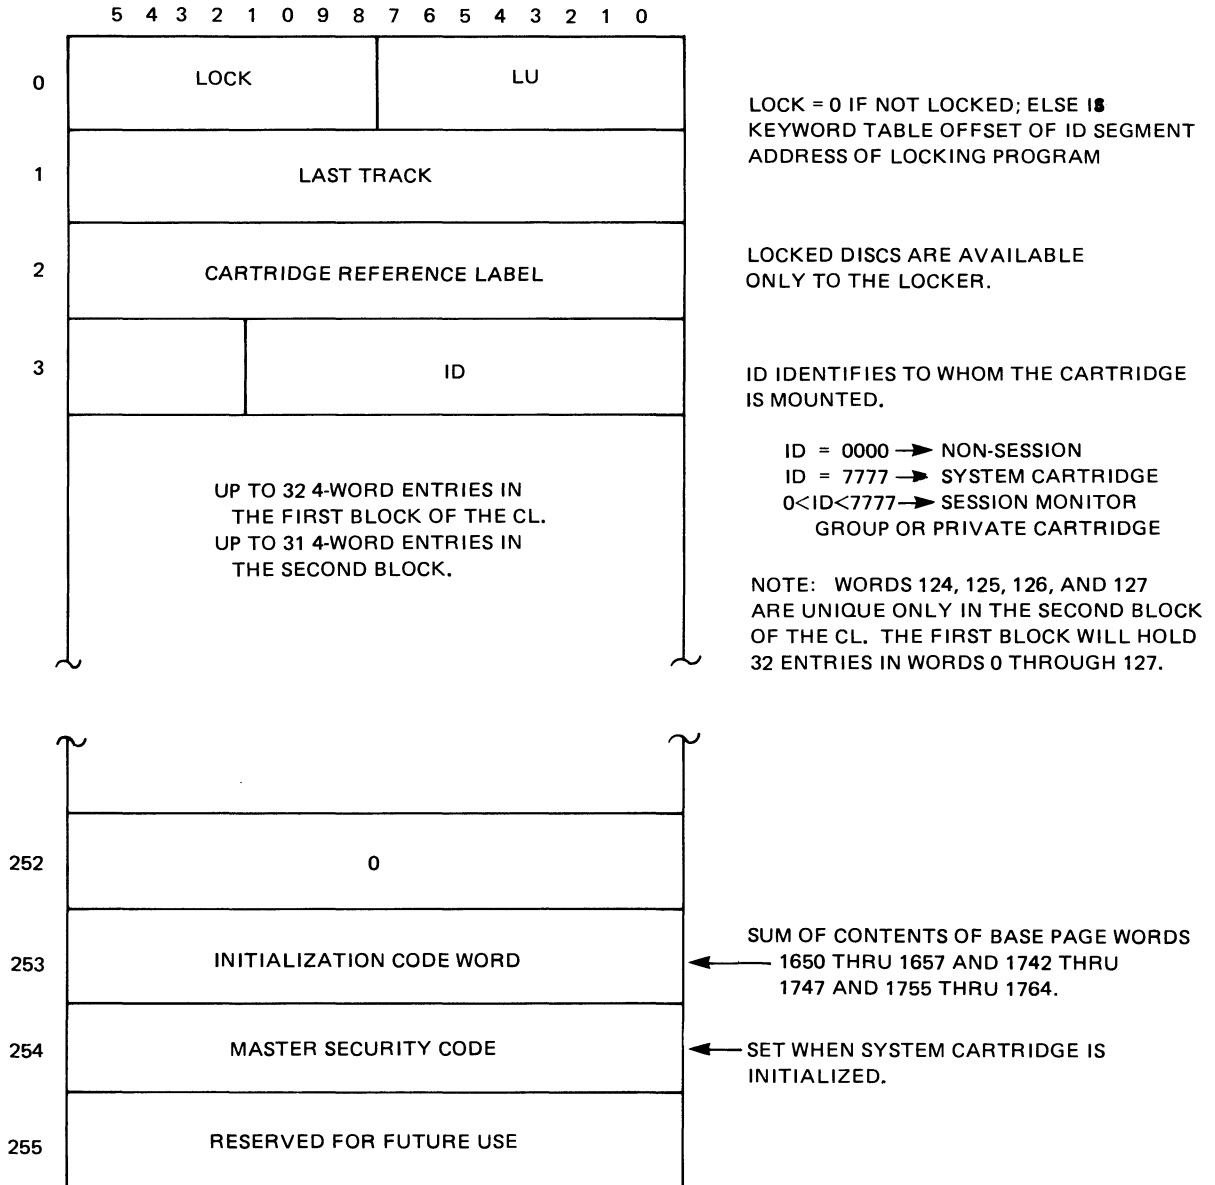 5 4 3 2 1 0 9 8 7 6 5 4 3 2 1 0
0 LOCK LU
LOCK = 0 IF NOT LOCKED; ELSE IS
KEYWORD TABLE OFFSET OF ID SEGMENT
ADDRESS OF LOCKING PROGRAM
1 LAST TRACK
2 CARTRIDGE REFERENCE LABEL
LOCKED DISCS ARE AVAILABLE
ONLY TO THE LOCKER.
3 ID
ID IDENTIFIES TO WHOM THE CARTRIDGE
IS MOUNTED.
ID = 0000 → NON-SESSION
ID = 7777 → SYSTEM CARTRIDGE
0<ID<7777 → SESSION MONITOR
GROUP OR PRIVATE CARTRIDGE
UP TO 32 4-WORD ENTRIES IN
THE FIRST BLOCK OF THE CL.
UP TO 31 4-WORD ENTRIES IN
THE SECOND BLOCK.
NOTE: WORDS 124, 125, 126, AND 127
ARE UNIQUE ONLY IN THE SECOND BLOCK
OF THE CL. THE FIRST BLOCK WILL HOLD
32 ENTRIES IN WORDS 0 THROUGH 127.
252 0
253 INITIALIZATION CODE WORD
SUM OF CONTENTS OF BASE PAGE WORDS
1650 THRU 1657 AND 1742 THRU
1747 AND 1755 THRU 1764.
254 MASTER SECURITY CODE
SET WHEN SYSTEM CARTRIDGE IS
INITIALIZED.
255 RESERVED FOR FUTURE USE